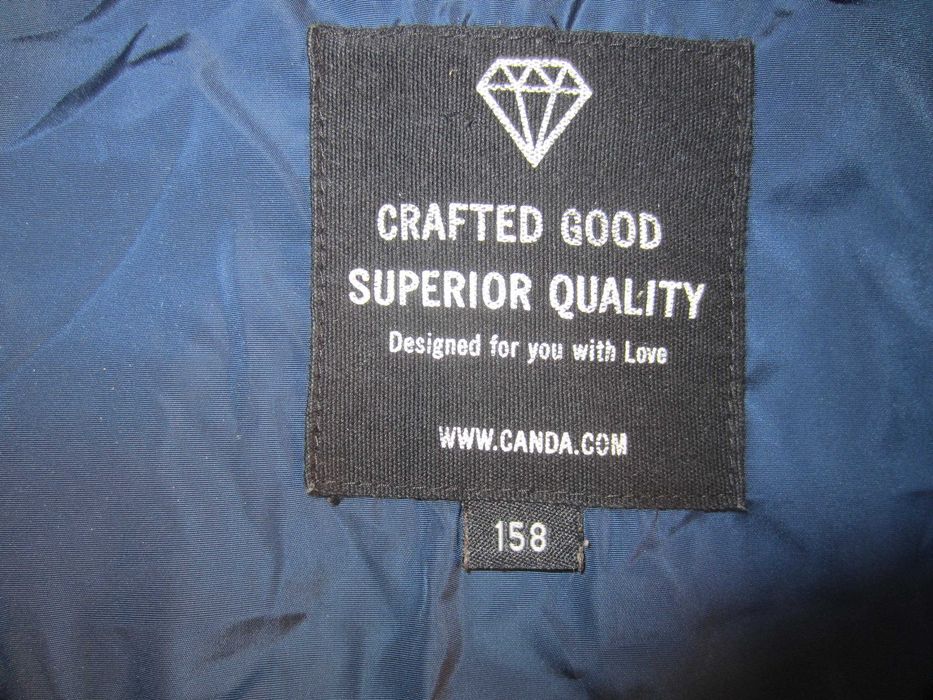 CRAFTED GOOD
SUPERIOR QUALITY
Designed for you with Love
WWW.CANDA.COM
158